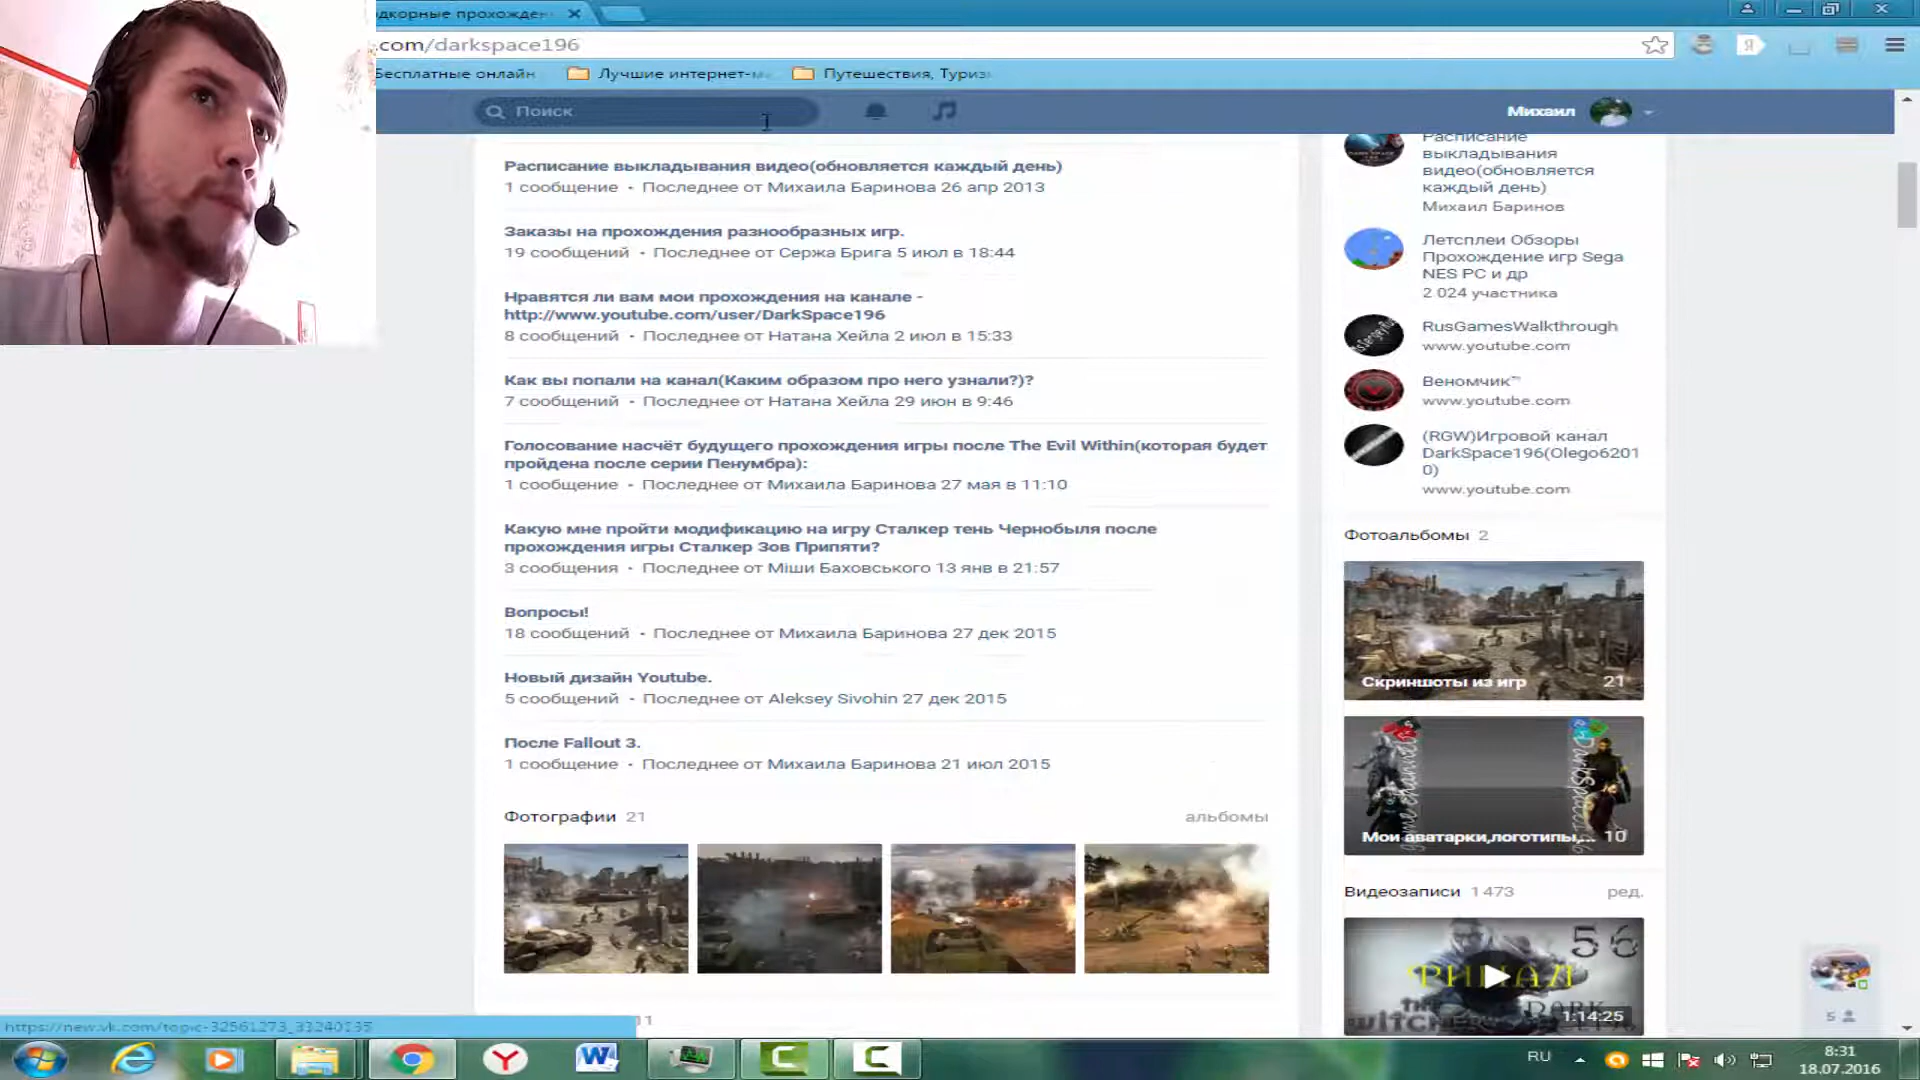 дкорные прохожден
.com/darkspace196
Бесплатные онлайн
Лучшие интернет-м
Путешествия, Туриз
Поиск
Михаил
Расписание выкладывания видео(обновляется каждый день)
1 сообщение · Последнее от Михаила Баринова 26 апр 2013
Заказы на прохождения разнообразных игр.
19 сообщений · Последнее от Сержа Брига 5 июл в 18:44
Нравятся ли вам мои прохождения на канале -
http://www.youtube.com/user/DarkSpace196
8 сообщений · Последнее от Натана Хейла 2 июл в 15:33
Как вы попали на канал(Каким образом про него узнали?)?
7 сообщений · Последнее от Натана Хейла 29 июн в 9:46
Голосование насчёт будущего прохождения игры после The Evil Within(которая будет
пройдена после серии Пенумбра):
1 сообщение · Последнее от Михаила Баринова 27 мая в 11:10
Какую мне пройти модификацию на игру Сталкер тень Чернобыля после
прохождения игры Сталкер Зов Припяти?
3 сообщения · Последнее от Міши Баховського 13 янв в 21:57
Вопросы!
18 сообщений · Последнее от Михаила Баринова 27 дек 2015
Новый дизайн Youtube.
5 сообщений · Последнее от Aleksey Sivohin 27 дек 2015
После Fallout 3.
1 сообщение · Последнее от Михаила Баринова 21 июл 2015
Фотографии 21
альбомы
Расписание
выкладывания
видео(обновляется
каждый день)
Михаил Баринов
Летсплеи Обзоры
Прохождение игр Sega
NES PC и др
2 024 участника
RusGamesWalkthrough
www.youtube.com
Веномчик™
www.youtube.com
(RGW)Игровой канал
DarkSpace196(Olego6201
0)
www.youtube.com
Фотоальбомы 2
Скриншоты из игр 21
Мои аватарки,логотипы,... 10
Видеозаписи 1 473
ред.
56
ФИНАЛ
THE WITCHER
DARK
1:14:25
5
https://new.vk.com/topic-32561273_33240135
RU
8:31
18.07.2016